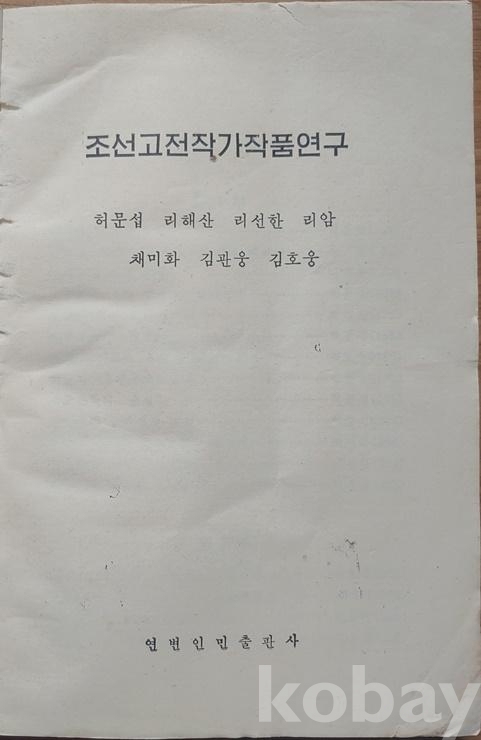 조선고전작가작품연구
허문섭 리해산 리선한 리암
채미화 김관웅 김호웅
연변인민출판사
kobay